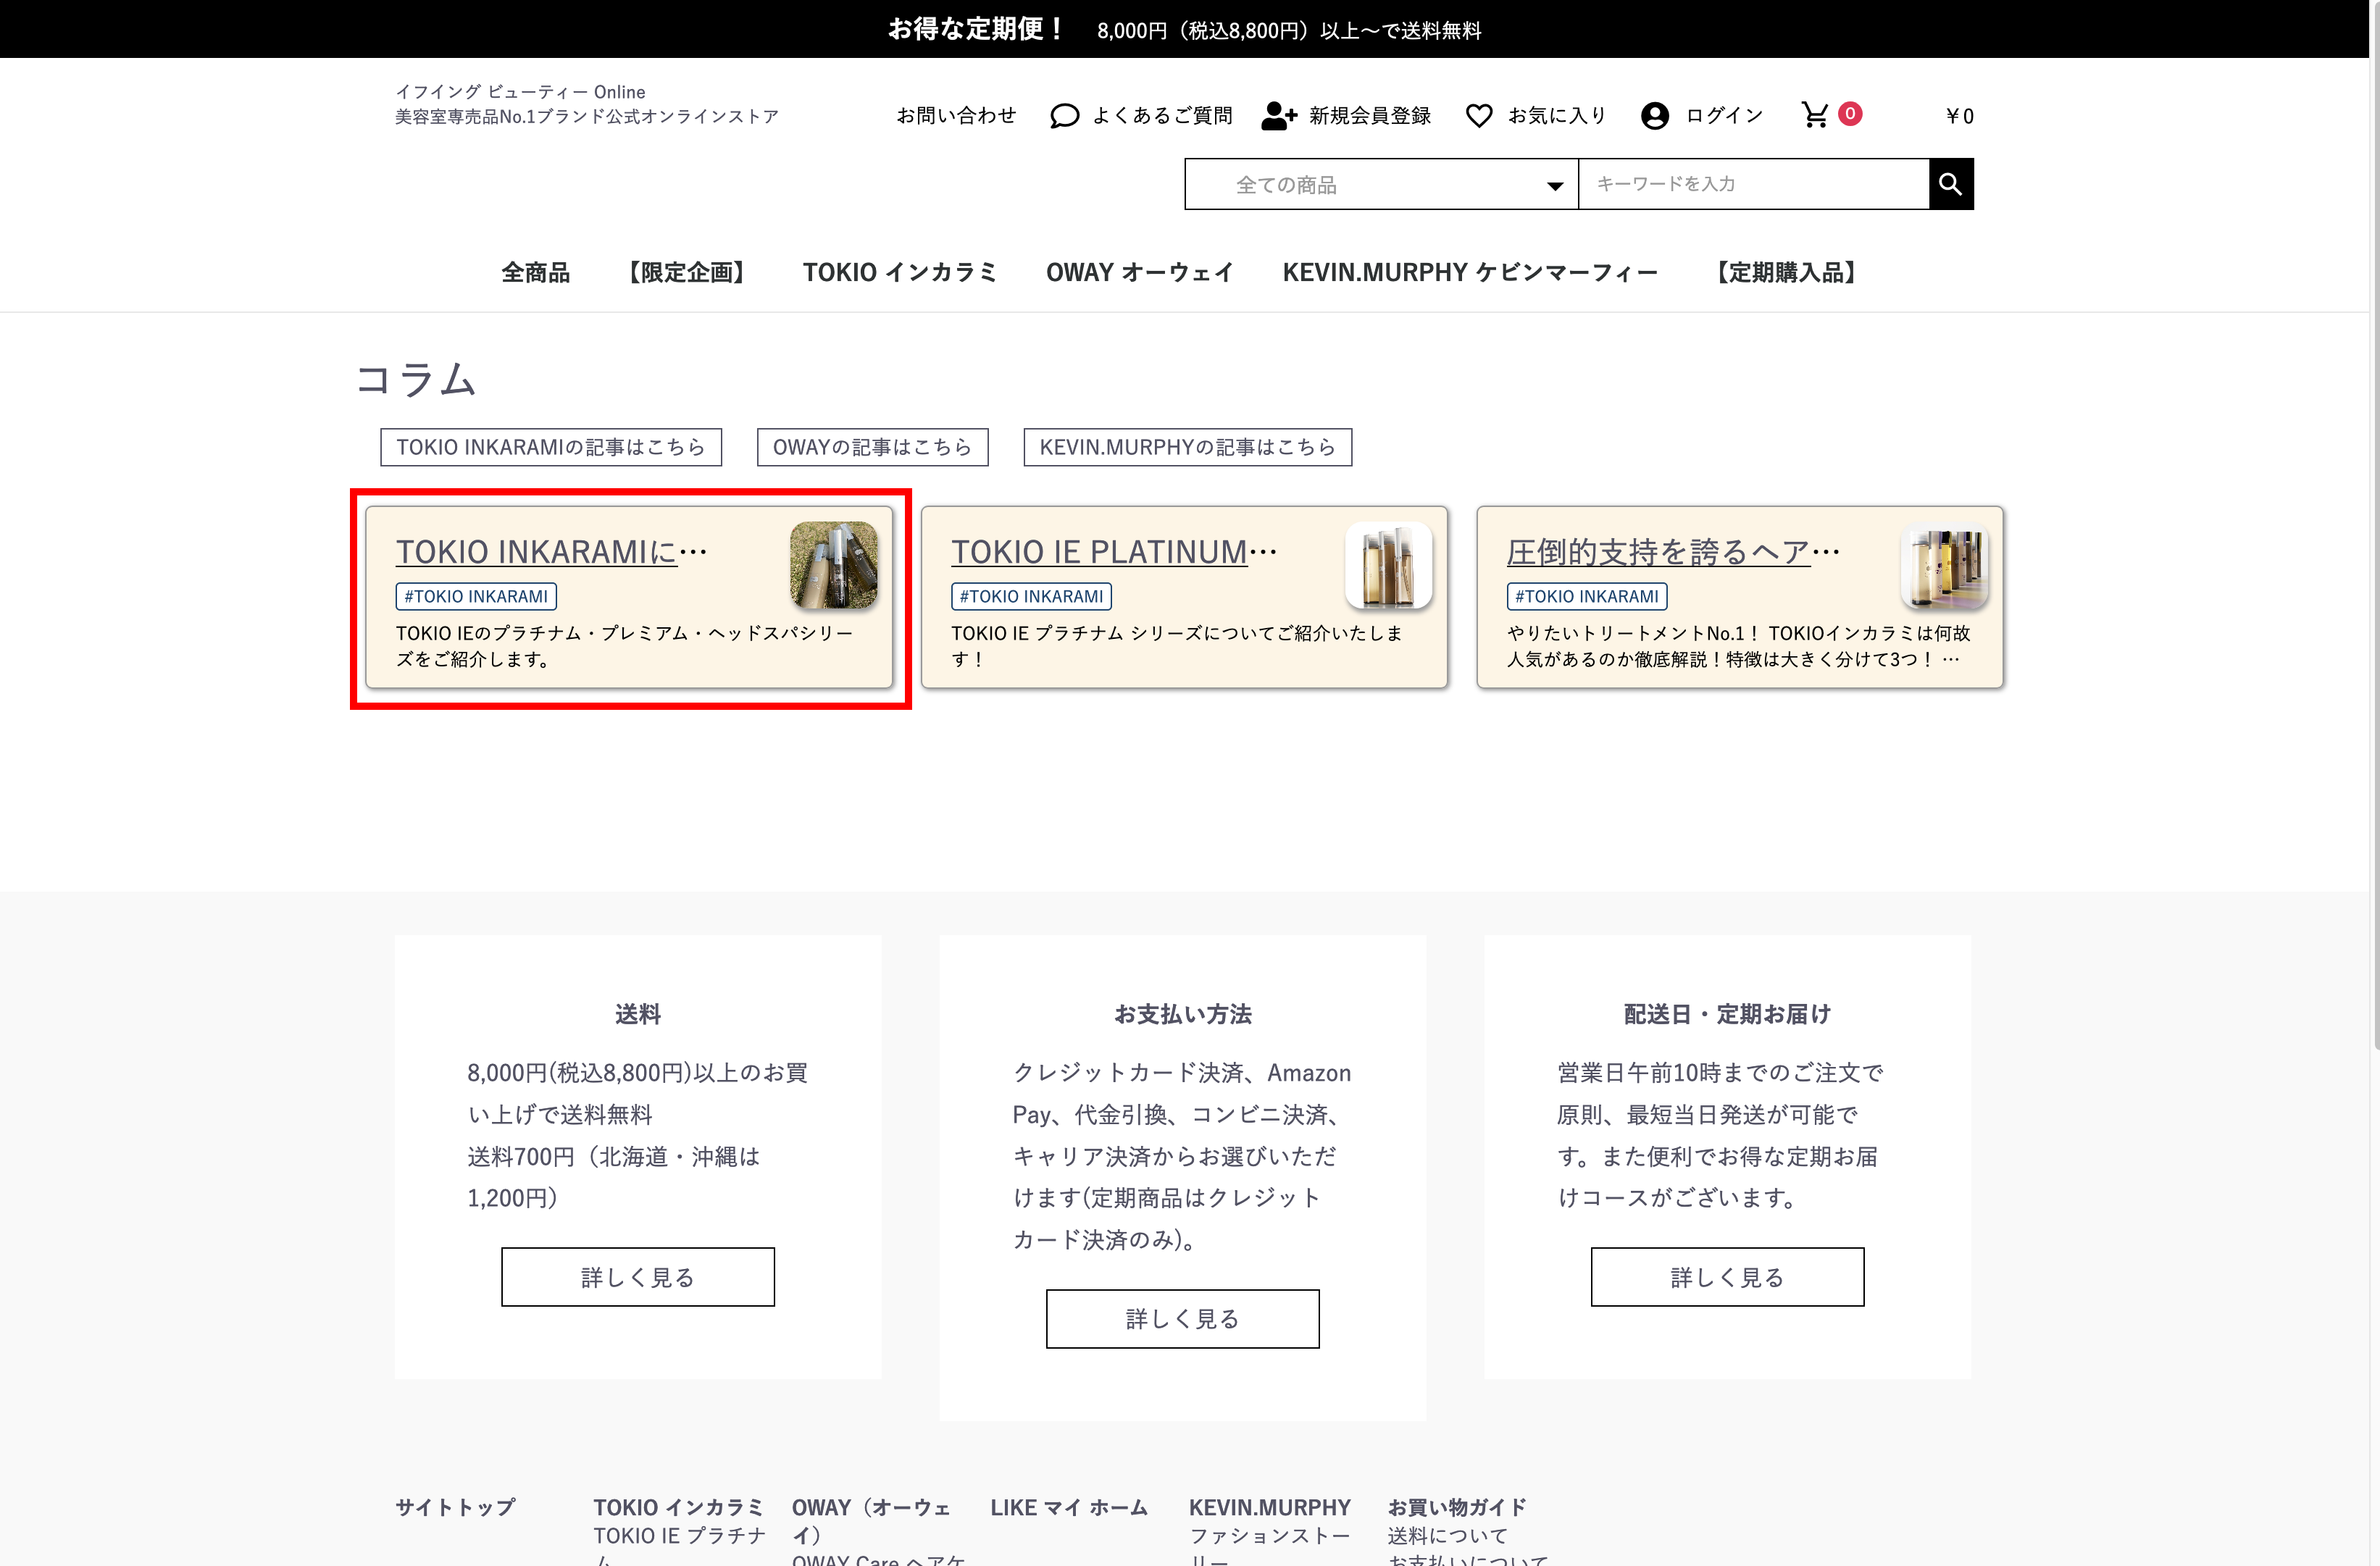 お得な定期便！ 8,000円（税込8,800円）以上〜で送料無料
イフイング ビューティー Online
美容室専売品No.1ブランド公式オンラインストア
お問い合わせ よくあるご質問 新規会員登録 お気に入り ログイン 0 ￥0
全ての商品 キーワードを入力
全商品 【限定企画】 TOKIO インカラミ OWAY オーウェイ KEVIN.MURPHY ケビンマーフィー 【定期購入品】
コラム
TOKIO INKARAMIの記事はこちら OWAYの記事はこちら KEVIN.MURPHYの記事はこちら
TOKIO INKARAMIに…
#TOKIO INKARAMI
TOKIO IEのプラチナム・プレミアム・ヘッドスパシリー
ズをご紹介します。
TOKIO IE PLATINUM…
#TOKIO INKARAMI
TOKIO IE プラチナム シリーズについてご紹介いたしま
す！
圧倒的支持を誇るヘア…
#TOKIO INKARAMI
やりたいトリートメントNo.1！ TOKIOインカラミは何故
人気があるのか徹底解説！特徴は大きく分けて3つ！ …
送料
8,000円(税込8,800円)以上のお買
い上げで送料無料
送料700円（北海道・沖縄は
1,200円）
詳しく見る
お支払い方法
クレジットカード決済、Amazon
Pay、代金引換、コンビニ決済、
キャリア決済からお選びいただ
けます(定期商品はクレジット
カード決済のみ)。
詳しく見る
配送日・定期お届け
営業日午前10時までのご注文で
原則、最短当日発送が可能で
す。また便利でお得な定期お届
けコースがございます。
詳しく見る
サイトトップ
TOKIO インカラミ
TOKIO IE プラチナ
ム
OWAY（オーウェ
イ）
OWAY Care ヘアケ
LIKE マイ ホーム
KEVIN.MURPHY
ファションストー
リー
お買い物ガイド
送料について
お支払いについて